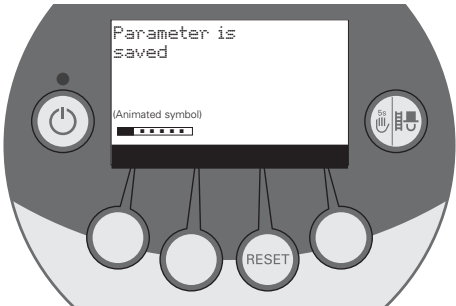 Parameter is
saved
(Animated symbol)
5s
RESET